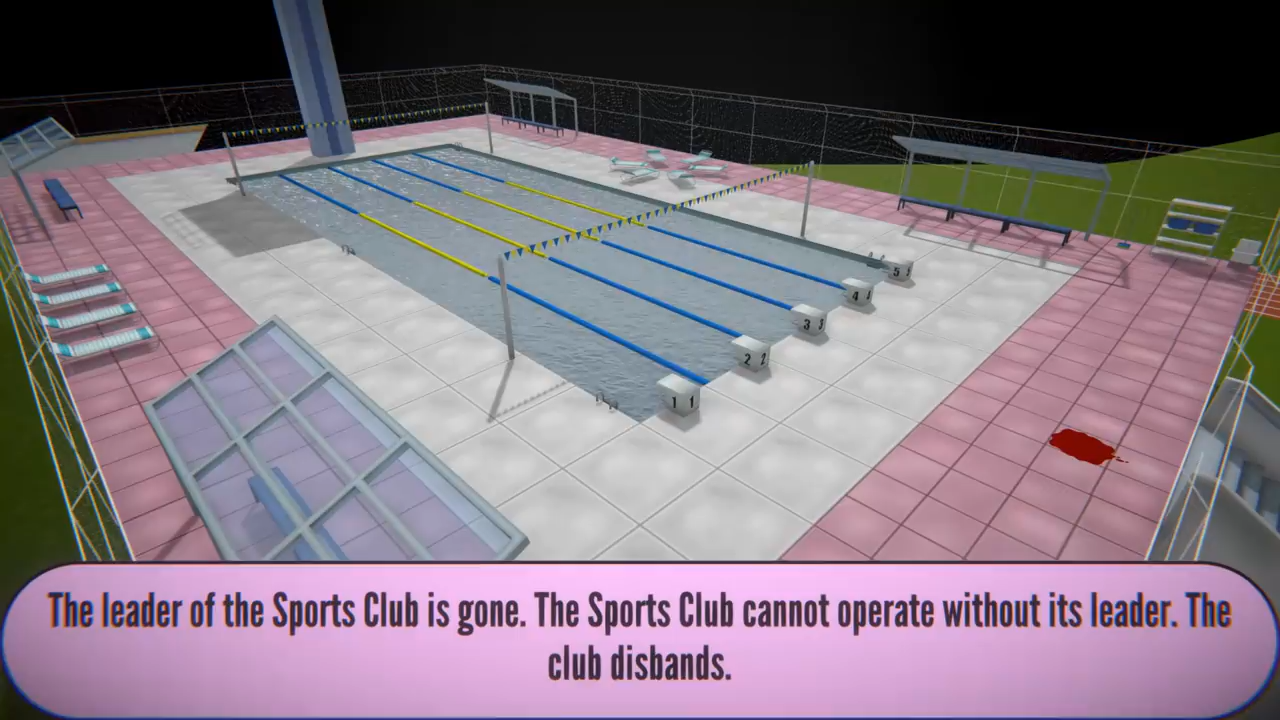 5 5
4 4
3 3
2 2
1 1
The leader of the Sports Club is gone. The Sports Club cannot operate without its leader. The
club disbands.